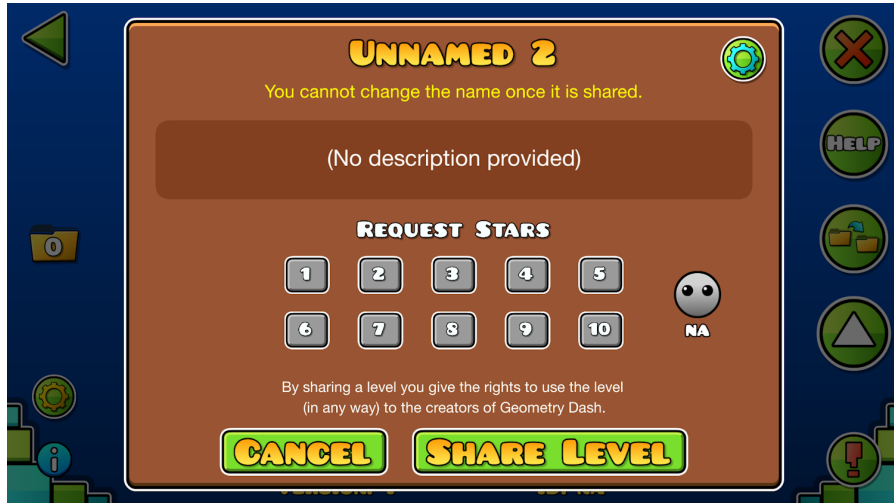 UNNAMED 2
You cannot change the name once it is shared.
(No description provided)
HELP
0
REQUEST STARS
1 2 3 4 5
6 7 8 9 10
NA
By sharing a level you give the rights to use the level
(in any way) to the creators of Geometry Dash.
CANCEL SHARE LEVEL